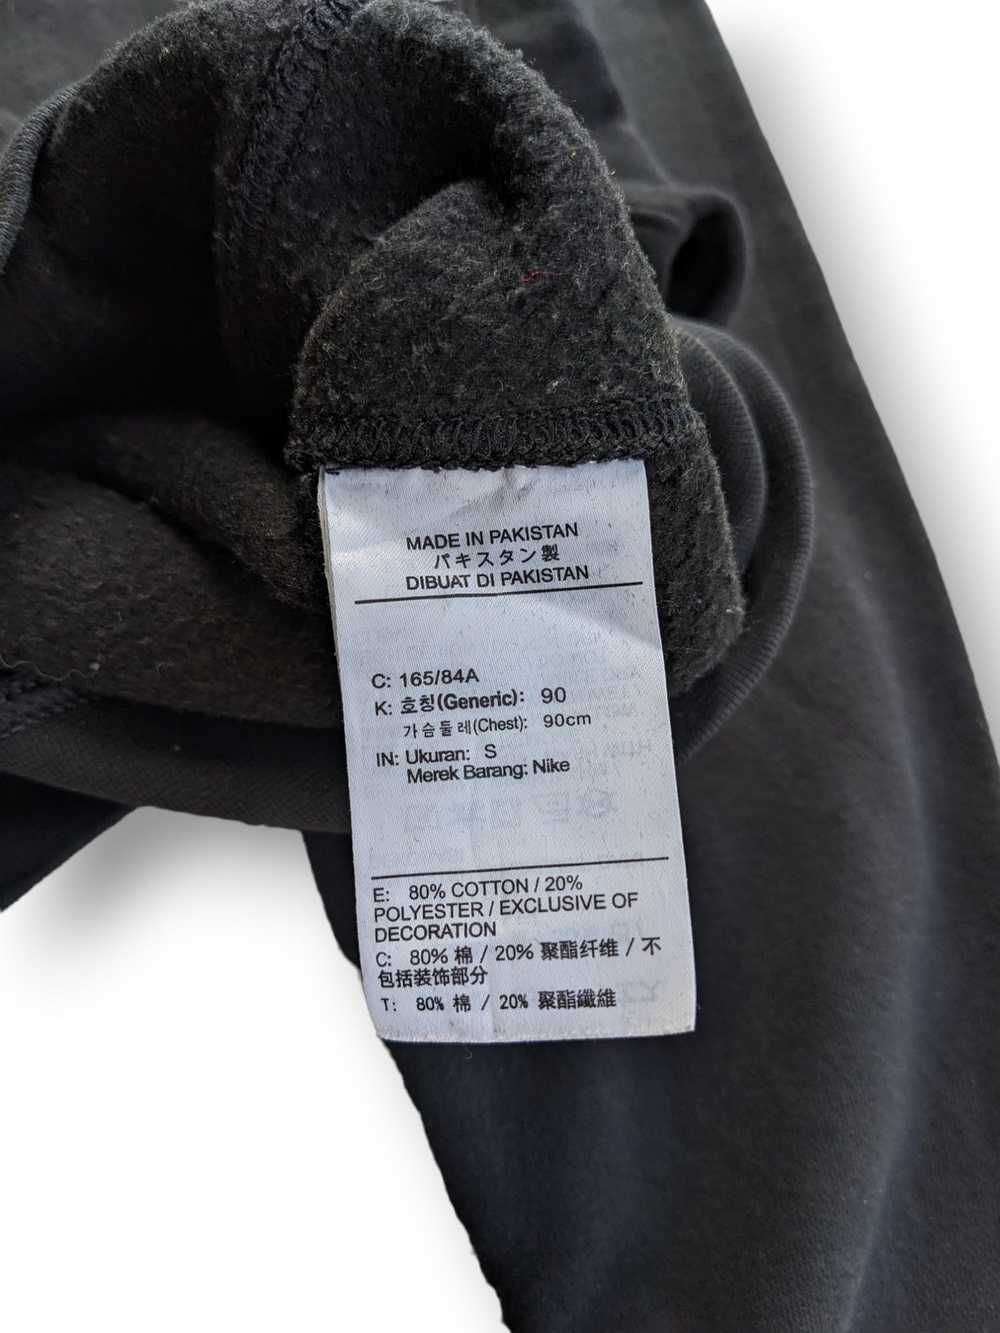 MADE IN PAKISTAN
パキスタン製
DIBUAT DI PAKISTAN
C: 165/84A
K: 호칭(Generic): 90
가슴둘레(Chest): 90cm
IN: Ukuran: S
Merek Barang: Nike
E: 80% COTTON / 20%
POLYESTER / EXCLUSIVE OF
DECORATION
C: 80% 棉 / 20% 聚酯纤维 / 不
包括装饰部分
T: 80% 棉 / 20% 聚酯纖維